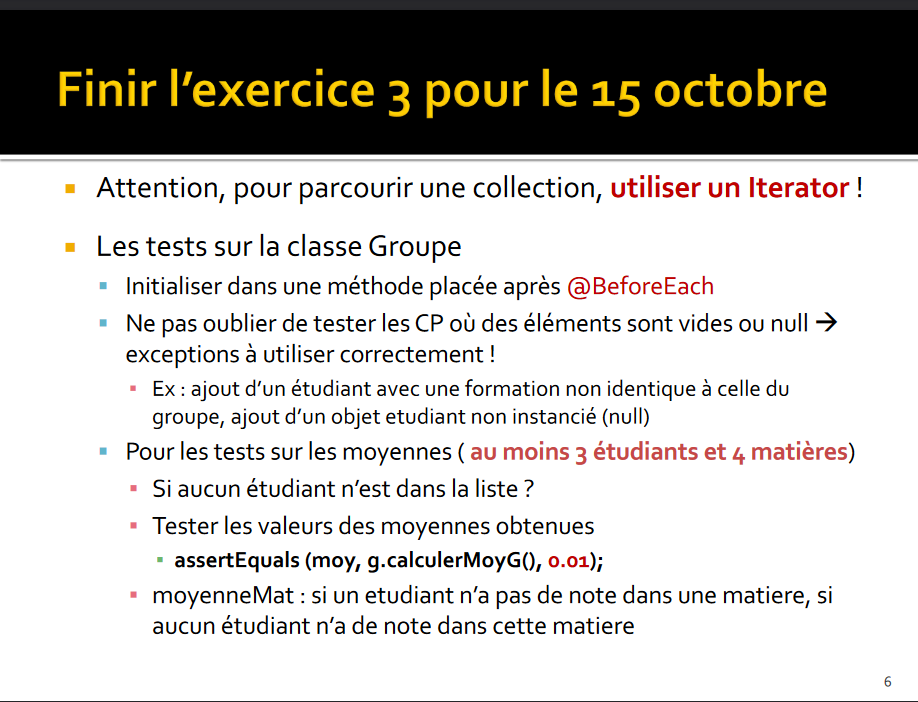 Finir l’exercice 3 pour le 15 octobre
Attention, pour parcourir une collection, utiliser un Iterator !
Les tests sur la classe Groupe
Initialiser dans une méthode placée après @BeforeEach
Ne pas oublier de tester les CP où des éléments sont vides ou null →
exceptions à utiliser correctement !
Ex : ajout d’un étudiant avec une formation non identique à celle du
groupe, ajout d’un objet etudiant non instancié (null)
Pour les tests sur les moyennes ( au moins 3 étudiants et 4 matières)
Si aucun étudiant n’est dans la liste ?
Tester les valeurs des moyennes obtenues
assertEquals (moy, g.calculerMoyG(), 0.01);
moyenneMat : si un etudiant n’a pas de note dans une matiere, si
aucun étudiant n’a de note dans cette matiere
6